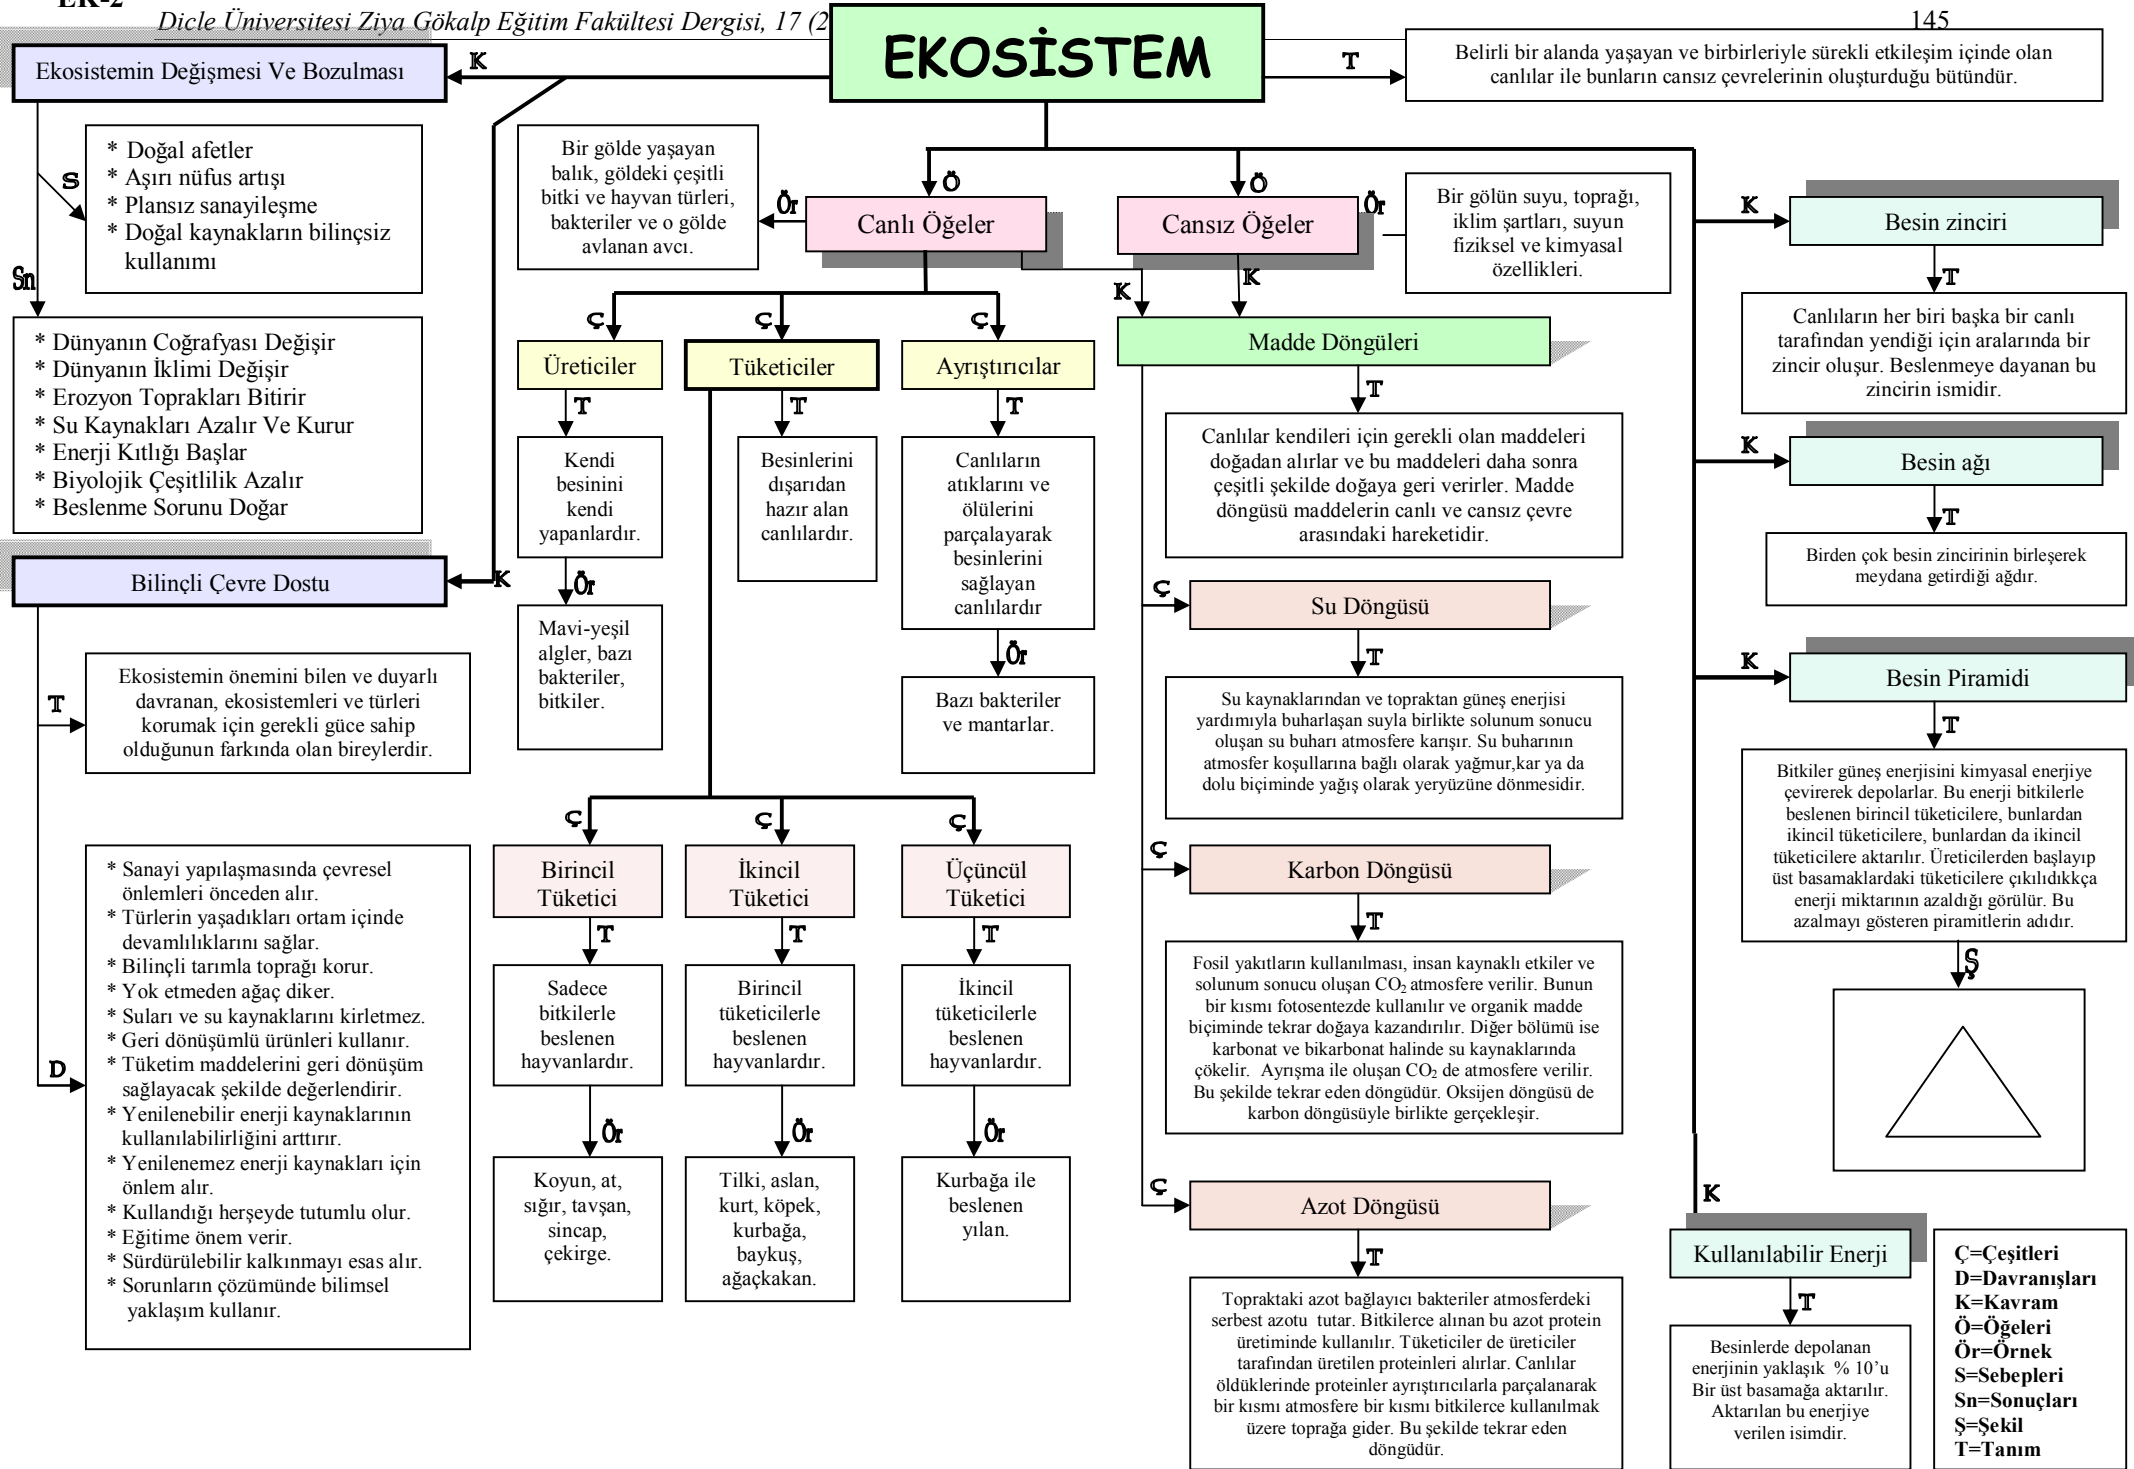 EK-2
Dicle Üniversitesi Ziya Gökalp Eğitim Fakültesi Dergisi, 17 (2
145
EKOSİSTEM
T
Belirli bir alanda yaşayan ve birbirleriyle sürekli etkileşim içinde olan
canlılar ile bunların cansız çevrelerinin oluşturduğu bütündür.
K
Ekosistemin Değişmesi Ve Bozulması
S
* Doğal afetler
* Aşırı nüfus artışı
* Plansız sanayileşme
* Doğal kaynakların bilinçsiz
kullanımı
Sn
* Dünyanın Coğrafyası Değişir
* Dünyanın İklimi Değişir
* Erozyon Toprakları Bitirir
* Su Kaynakları Azalır Ve Kurur
* Enerji Kıtlığı Başlar
* Biyolojik Çeşitlilik Azalır
* Beslenme Sorunu Doğar
K
Bilinçli Çevre Dostu
T
Ekosistemin önemini bilen ve duyarlı
davranan, ekosistemleri ve türleri
korumak için gerekli güce sahip
olduğunun farkında olan bireylerdir.
D
* Sanayi yapılaşmasında çevresel
önlemleri önceden alır.
* Türlerin yaşadıkları ortam içinde
devamlılıklarını sağlar.
* Bilinçli tarımla toprağı korur.
* Yok etmeden ağaç diker.
* Suları ve su kaynaklarını kirletmez.
* Geri dönüşümlü ürünleri kullanır.
* Tüketim maddelerini geri dönüşüm
sağlayacak şekilde değerlendirir.
* Yenilenebilir enerji kaynaklarının
kullanılabilirliğini arttırır.
* Yenilenemez enerji kaynakları için
önlem alır.
* Kullandığı herşeyde tutumlu olur.
* Eğitime önem verir.
* Sürdürülebilir kalkınmayı esas alır.
* Sorunların çözümünde bilimsel
yaklaşım kullanır.
Ö
Canlı Öğeler
Ör
Bir gölde yaşayan
balık, göldeki çeşitli
bitki ve hayvan türleri,
bakteriler ve o gölde
avlanan avcı.
Ö
Cansız Öğeler
Ör
Bir gölün suyu, toprağı,
iklim şartları, suyun
fiziksel ve kimyasal
özellikleri.
Ç
Üreticiler
T
Kendi
besinini
kendi
yapanlardır.
Ör
Mavi-yeşil
algler, bazı
bakteriler,
bitkiler.
Ç
Tüketiciler
T
Besinlerini
dışarıdan
hazır alan
canlılardır.
Ç
Ayrıştırıcılar
T
Canlıların
atıklarını ve
ölülerini
parçalayarak
besinlerini
sağlayan
canlılardır
Ör
Bazı bakteriler
ve mantarlar.
Ç
Birincil
Tüketici
T
Sadece
bitkilerle
beslenen
hayvanlardır.
Ör
Koyun, at,
sığır, tavşan,
sincap,
çekirge.
Ç
İkincil
Tüketici
T
Birincil
tüketicilerle
beslenen
hayvanlardır.
Ör
Tilki, aslan,
kurt, köpek,
kurbağa,
baykuş,
ağaçkakan.
Ç
Üçüncül
Tüketici
T
İkincil
tüketicilerle
beslenen
hayvanlardır.
Ör
Kurbağa ile
beslenen
yılan.
K
K
Madde Döngüleri
T
Canlılar kendileri için gerekli olan maddeleri
doğadan alırlar ve bu maddeleri daha sonra
çeşitli şekilde doğaya geri verirler. Madde
döngüsü maddelerin canlı ve cansız çevre
arasındaki hareketidir.
Ç
Su Döngüsü
T
Su kaynaklarından ve topraktan güneş enerjisi
yardımıyla buharlaşan suyla birlikte solunum sonucu
oluşan su buharı atmosfere karışır. Su buharının
atmosfer koşullarına bağlı olarak yağmur,kar ya da
dolu biçiminde yağış olarak yeryüzüne dönmesidir.
Ç
Karbon Döngüsü
T
Fosil yakıtların kullanılması, insan kaynaklı etkiler ve
solunum sonucu oluşan CO₂ atmosfere verilir. Bunun
bir kısmı fotosentezde kullanılır ve organik madde
biçiminde tekrar doğaya kazandırılır. Diğer bölümü ise
karbonat ve bikarbonat halinde su kaynaklarında
çökelir. Ayrışma ile oluşan CO₂ de atmosfere verilir.
Bu şekilde tekrar eden döngüdür. Oksijen döngüsü de
karbon döngüsüyle birlikte gerçekleşir.
Ç
Azot Döngüsü
T
Topraktaki azot bağlayıcı bakteriler atmosferdeki
serbest azotu tutar. Bitkilerce alınan bu azot protein
üretiminde kullanılır. Tüketiciler de üreticiler
tarafından üretilen proteinleri alırlar. Canlılar
öldüklerinde proteinler ayrıştırıcılarla parçalanarak
bir kısmı atmosfere bir kısmı bitkilerce kullanılmak
üzere toprağa gider. Bu şekilde tekrar eden
döngüdür.
K
Besin zinciri
T
Canlıların her biri başka bir canlı
tarafından yendiği için aralarında bir
zincir oluşur. Beslenmeye dayanan bu
zincirin ismidir.
K
Besin ağı
T
Birden çok besin zincirinin birleşerek
meydana getirdiği ağdır.
K
Besin Piramidi
T
Bitkiler güneş enerjisini kimyasal enerjiye
çevirerek depolarlar. Bu enerji bitkilerle
beslenen birincil tüketicilere, bunlardan
ikincil tüketicilere, bunlardan da ikincil
tüketicilere aktarılır. Üreticilerden başlayıp
üst basamaklardaki tüketicilere çıkılıdıkkça
enerji miktarının azaldığı görülür. Bu
azalmayı gösteren piramitlerin adıdır.
Ş
K
Kullanılabilir Enerji
T
Besinlerde depolanan
enerjinin yaklaşık % 10’u
Bir üst basamağa aktarılır.
Aktarılan bu enerjiye
verilen isimdir.
Ç=Çeşitleri
D=Davranışları
K=Kavram
Ö=Öğeleri
Ör=Örnek
S=Sebepleri
Sn=Sonuçları
Ş=Şekil
T=Tanım